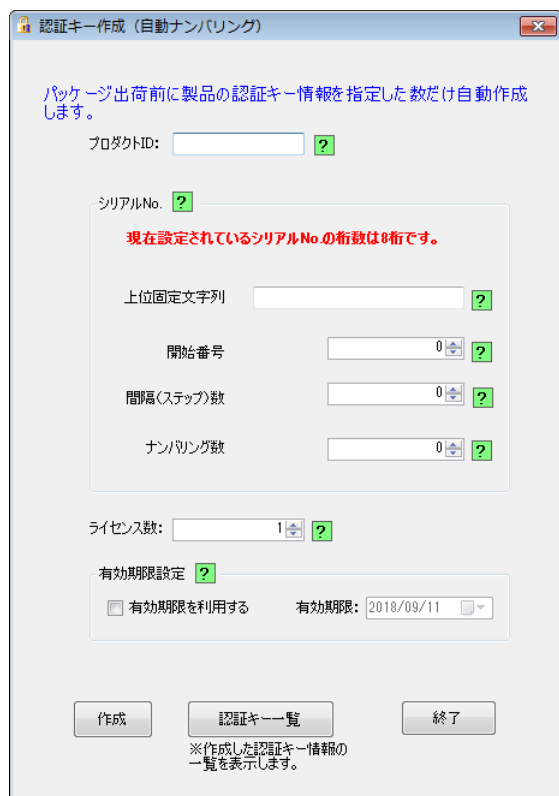 認証キー作成（自動ナンバリング）
パッケージ出荷前に製品の認証キー情報を指定した数だけ自動作成
します。
プロダクトID: ?
シリアルNo. ?
現在設定されているシリアルNo.の桁数は8桁です。
上位固定文字列 ?
開始番号 0 ?
間隔(ステップ)数 0 ?
ナンバリング数 0 ?
ライセンス数: 1 ?
有効期限設定 ?
有効期限を利用する 有効期限: 2018/09/11
作成 認証キー一覧 終了
※作成した認証キー情報の
一覧を表示します。